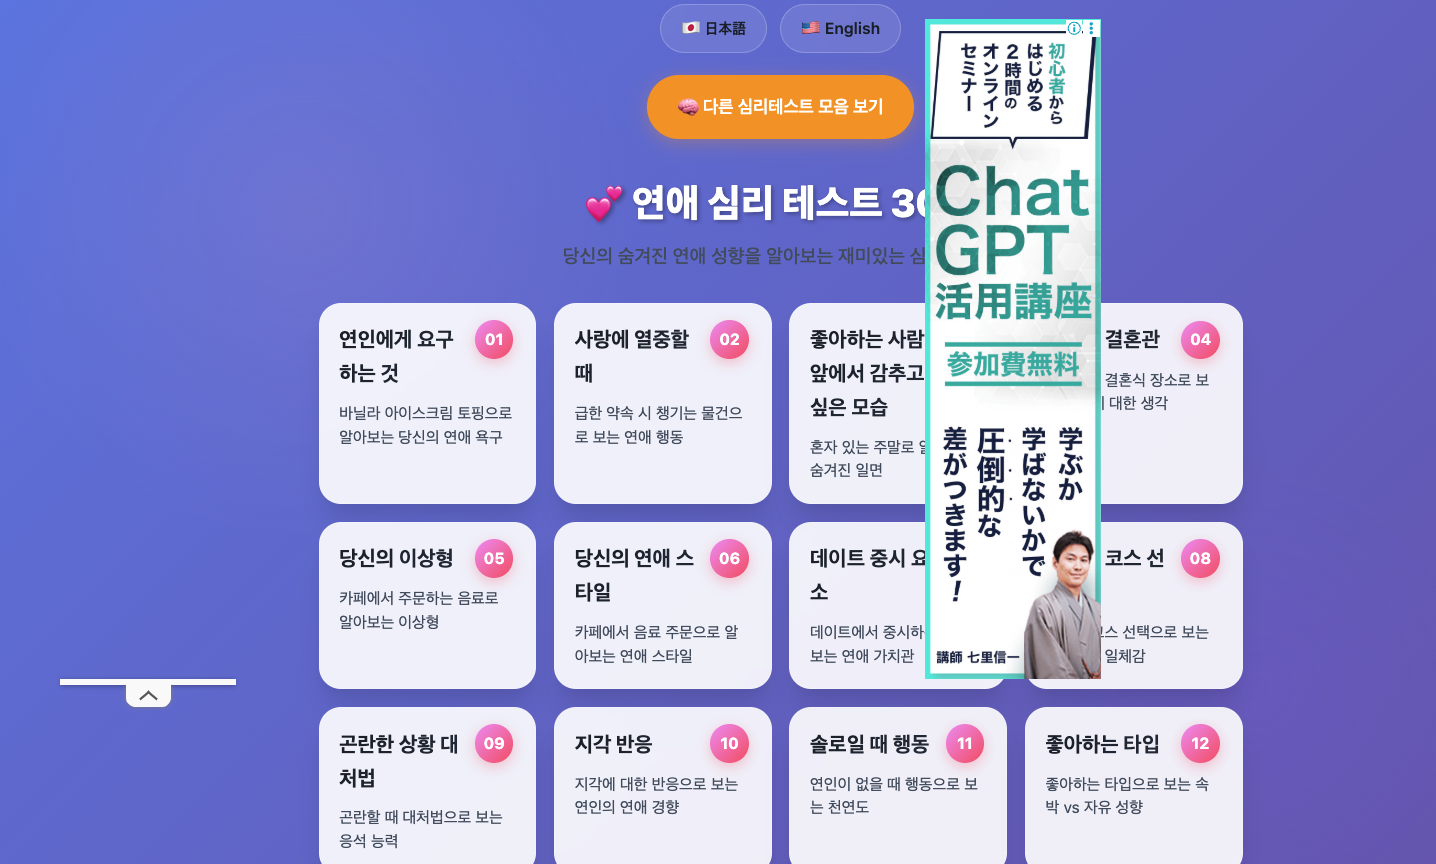 日本語
English
다른 심리테스트 모음 보기
연애 심리 테스트
당신의 숨겨진 연애 성향을 알아보는 재미있는
연인에게 요구
하는 것
01
바닐라 아이스크림 토핑으로
알아보는 당신의 연애 욕구
사랑에 열중할
때
02
급한 약속 시 챙기는 물건으
로 보는 연애 행동
좋아하는 사람
앞에서 감추고
싶은 모습
혼자 있는 주말로
숨겨진 일면
결혼관
04
결혼식 장소로 보
대한 생각
당신의 이상형
05
카페에서 주문하는 음료로
알아보는 이상형
당신의 연애 스
타일
06
카페에서 음료 주문으로 알
아보는 연애 스타일
데이트 중시 요
소
데이트에서 중시하
보는 연애 가치관
코스 선
08
선택으로 보는
일체감
곤란한 상황 대
처법
09
곤란할 때 대처법으로 보는
응석 능력
지각 반응
10
지각에 대한 반응으로 보는
연인의 연애 경향
솔로일 때 행동
11
연인이 없을 때 행동으로 보
는 천연도
좋아하는 타입
12
좋아하는 타입으로 보는 속
박 vs 자유 성향
初心者から
はじめる
2時間の
オンライン
セミナー
Chat
GPT
活用講座
参加費無料
学ぶか
学ばないかで
圧倒的な
差がつきます!
講師 七里信一